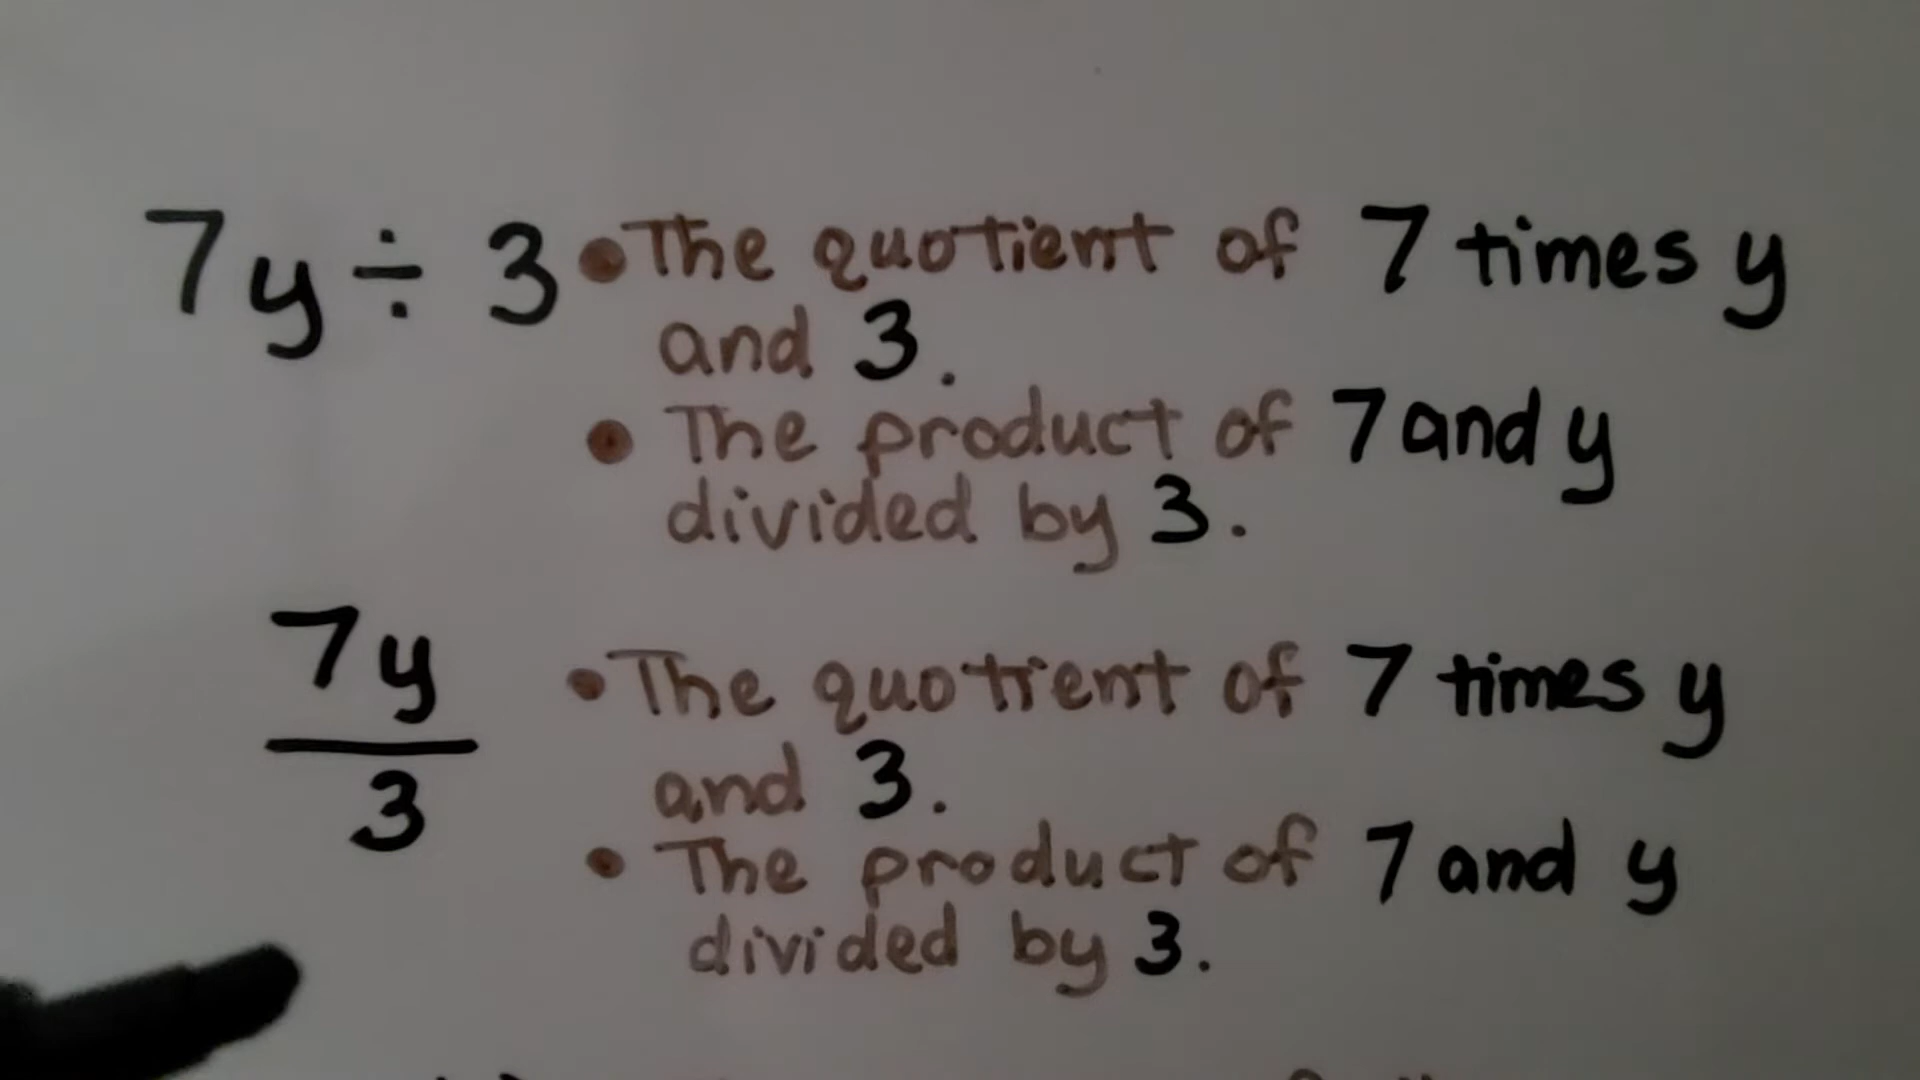 7y ÷ 3 • The quotient of 7 times y
and 3.
• The product of 7 and y
divided by 3.
7y
3
• The quotient of 7 times y
and 3.
• The product of 7 and y
divided by 3.